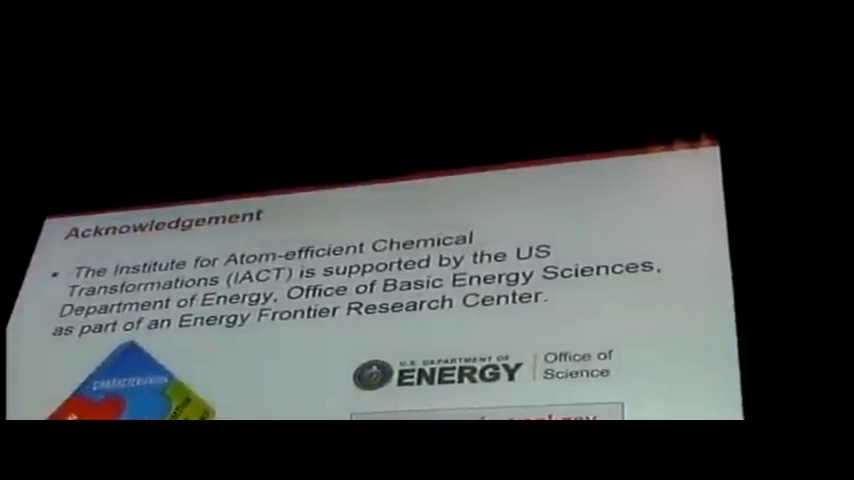 Acknowledgement
• The Institute for Atom-efficient Chemical
Transformations (IACT) is supported by the US
Department of Energy, Office of Basic Energy Sciences,
as part of an Energy Frontier Research Center.
U.S. DEPARTMENT OF
ENERGY
Office of
Science
CHARACTERIZATION